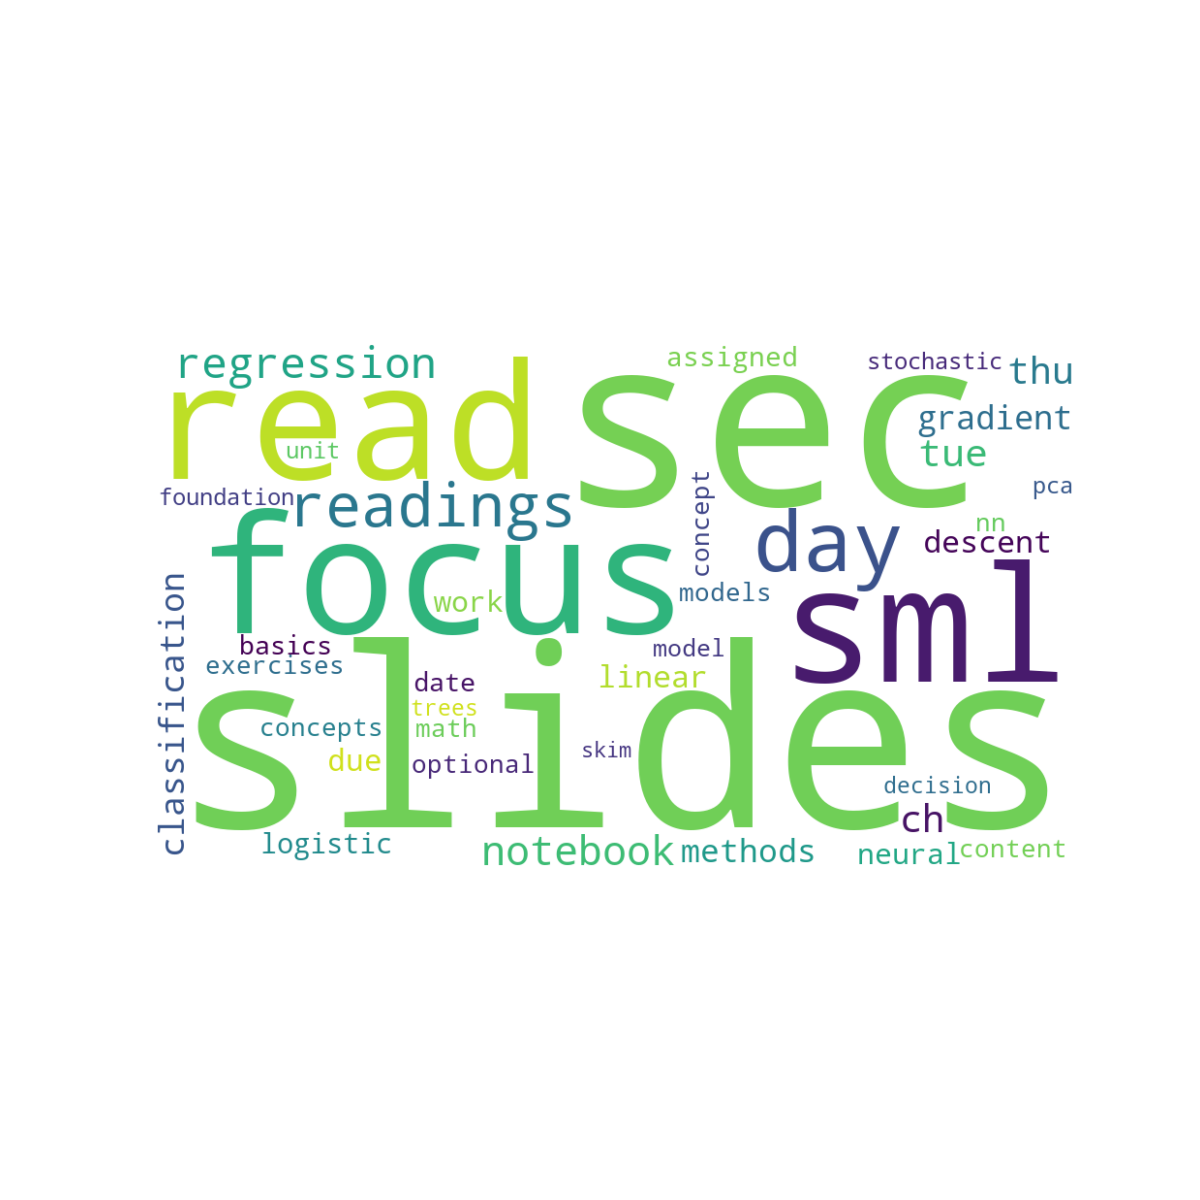 regression
assigned
stochastic
thu
read
sec
gradient
tue
unit
foundation
readings
concept
pca
focus
day
nn
descent
work
models
sml
classification
basics
exercises
model
linear
date
slides
trees
concepts
math
due
optional
skim
decision
ch
logistic
notebook
methods
neural
content